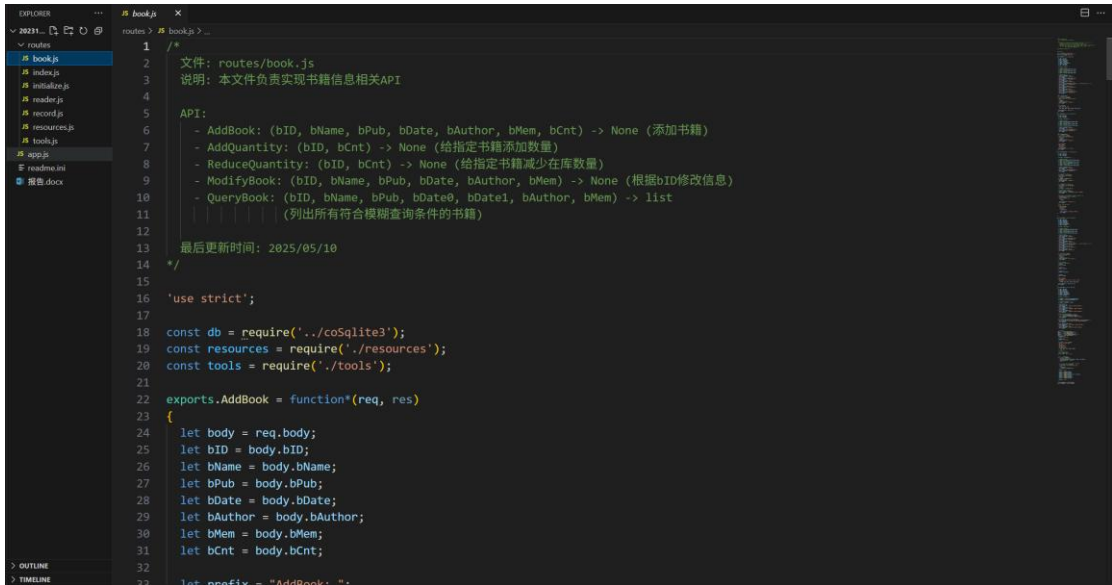 EXPLORER
20231...
routes
JS book.js
JS index.js
JS initialize.js
JS reader.js
JS record.js
JS resources.js
JS tools.js
JS app.js
readme.ini
报告.docx
OUTLINE
TIMELINE
JS book.js ×
routes > JS book.js > ...
1 /*
2 文件: routes/book.js
3 说明: 本文件负责实现书籍信息相关API
4
5 API:
6 - AddBook: (bID, bName, bPub, bDate, bAuthor, bMem, bCnt) -> None (添加书籍)
7 - AddQuantity: (bID, bCnt) -> None (给指定书籍添加数量)
8 - ReduceQuantity: (bID, bCnt) -> None (给指定书籍减少在库数量)
9 - ModifyBook: (bID, bName, bPub, bDate, bAuthor, bMem) -> None (根据bID修改信息)
10 - QueryBook: (bID, bName, bPub, bDate0, bDate1, bAuthor, bMem) -> list
11 (列出所有符合模糊查询条件的书籍)
12
13 最后更新时间: 2025/05/10
14 */
15
16 'use strict';
17
18 const db = require('../coSqlite3');
19 const resources = require('./resources');
20 const tools = require('./tools');
21
22 exports.AddBook = function*(req, res)
23 {
24 let body = req.body;
25 let bID = body.bID;
26 let bName = body.bName;
27 let bPub = body.bPub;
28 let bDate = body.bDate;
29 let bAuthor = body.bAuthor;
30 let bMem = body.bMem;
31 let bCnt = body.bCnt;
32
33 let prefix = "AddBook: ";